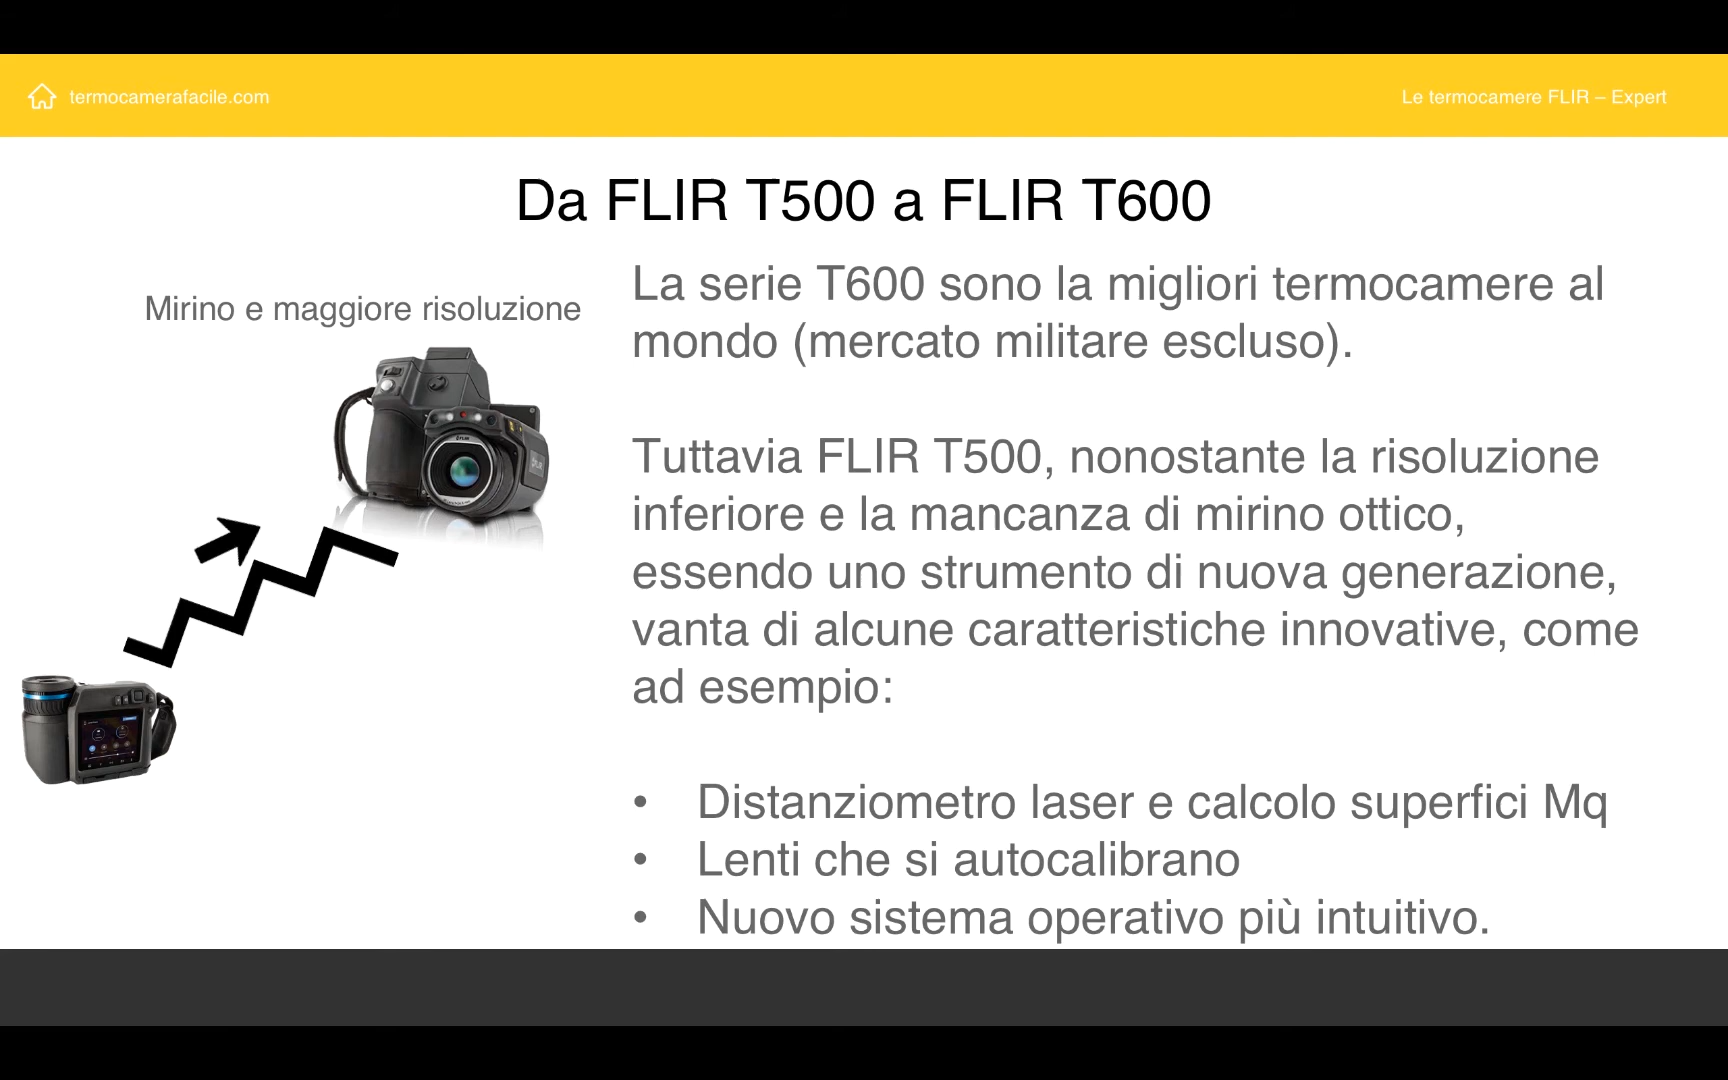 termocamerafacile.com
Le termocamere FLIR – Expert
Da FLIR T500 a FLIR T600
Mirino e maggiore risoluzione
La serie T600 sono la migliori termocamere al
mondo (mercato militare escluso).
Tuttavia FLIR T500, nonostante la risoluzione
inferiore e la mancanza di mirino ottico,
essendo uno strumento di nuova generazione,
vanta di alcune caratteristiche innovative, come
ad esempio:
• Distanziometro laser e calcolo superfici Mq
• Lenti che si autocalibrano
• Nuovo sistema operativo più intuitivo.